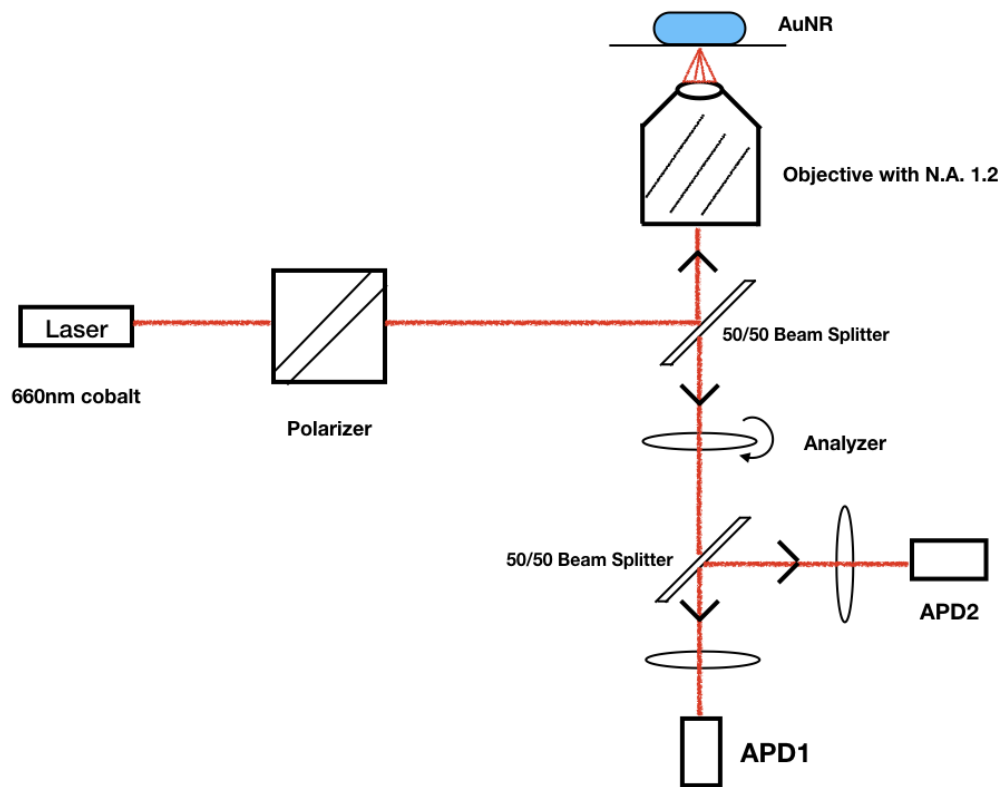 AuNR
Objective with N.A. 1.2
Laser
50/50 Beam Splitter
660nm cobalt
Polarizer
Analyzer
50/50 Beam Splitter
APD2
APD1